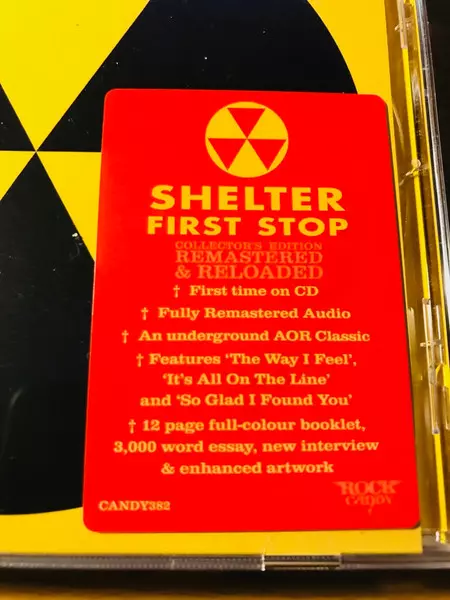 SHELTER
FIRST STOP
COLLECTOR'S EDITION
REMASTERED
& RELOADED
† First time on CD
† Fully Remastered Audio
† An underground AOR Classic
† Features ‘The Way I Feel’,
‘It's All On The Line’
and ‘So Glad I Found You’
† 12 page full-colour booklet,
3,000 word essay, new interview
& enhanced artwork
CANDY382
ROCK
CANDY